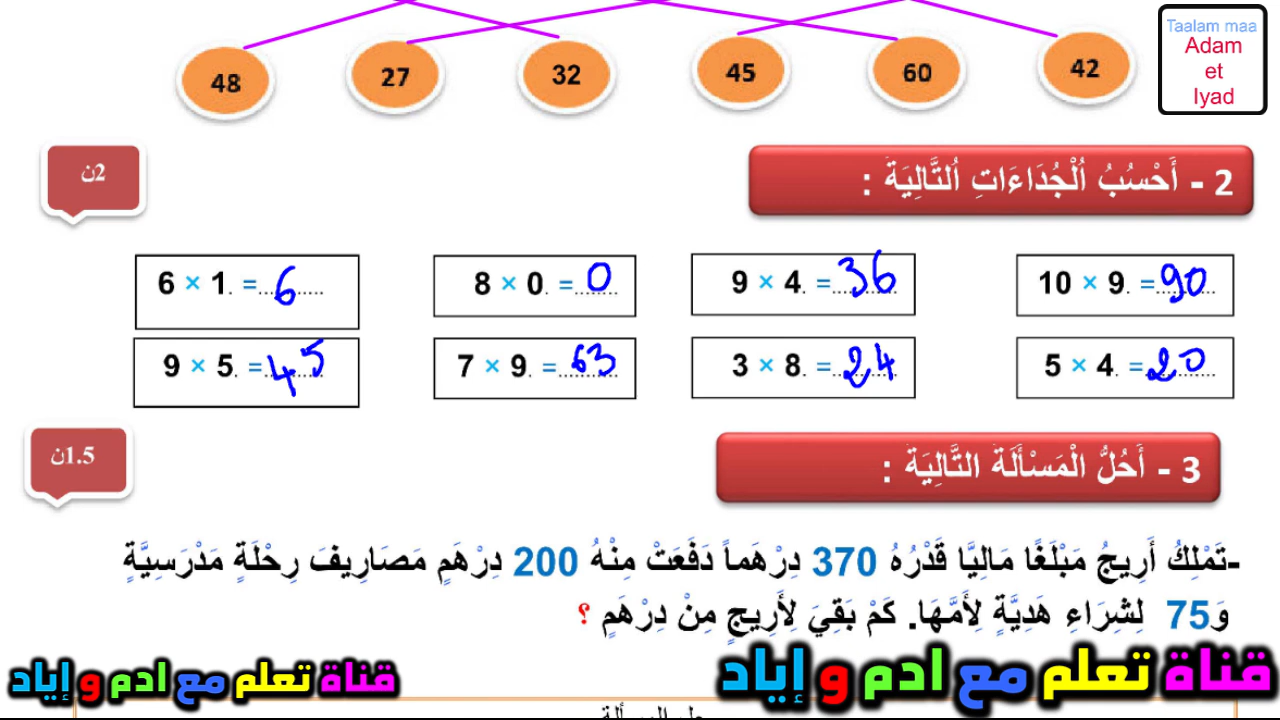 48 27 32 45 60 42
Taalam maa
Adam
et
Iyad
2 - أَحْسُبُ اُلْجُدَاءَاتِ اُلتَّالِيَةَ :
2ن
6 × 1. =.......... 6
8 × 0. =.......... 0
9 × 4. =.......... 36
10 × 9. =.......... 90
9 × 5. =.......... 45
7 × 9. =.......... 63
3 × 8. =.......... 24
5 × 4. =.......... 20
3 - أَحُلُّ الْمَسْأَلَةَ التَّالِيَةَ :
1.5ن
-تَمْلِكُ أَرِيجُ مَبْلَغًا مَالِيًّا قَدْرُهُ 370 دِرْهَماً دَفَعَتْ مِنْهُ 200 دِرْهَمٍ مَصَارِيفَ رِحْلَةٍ مَدْرَسِيَّةٍ
وَ75 لِشِرَاءِ هَدِيَّةٍ لِأَمَّهَا. كَمْ بَقِيَ لِأَرِيجٍ مِنْ دِرْهَمٍ ؟
قناة تعلم مع ادم و إياد
قناة تعلم مع ادم و إياد